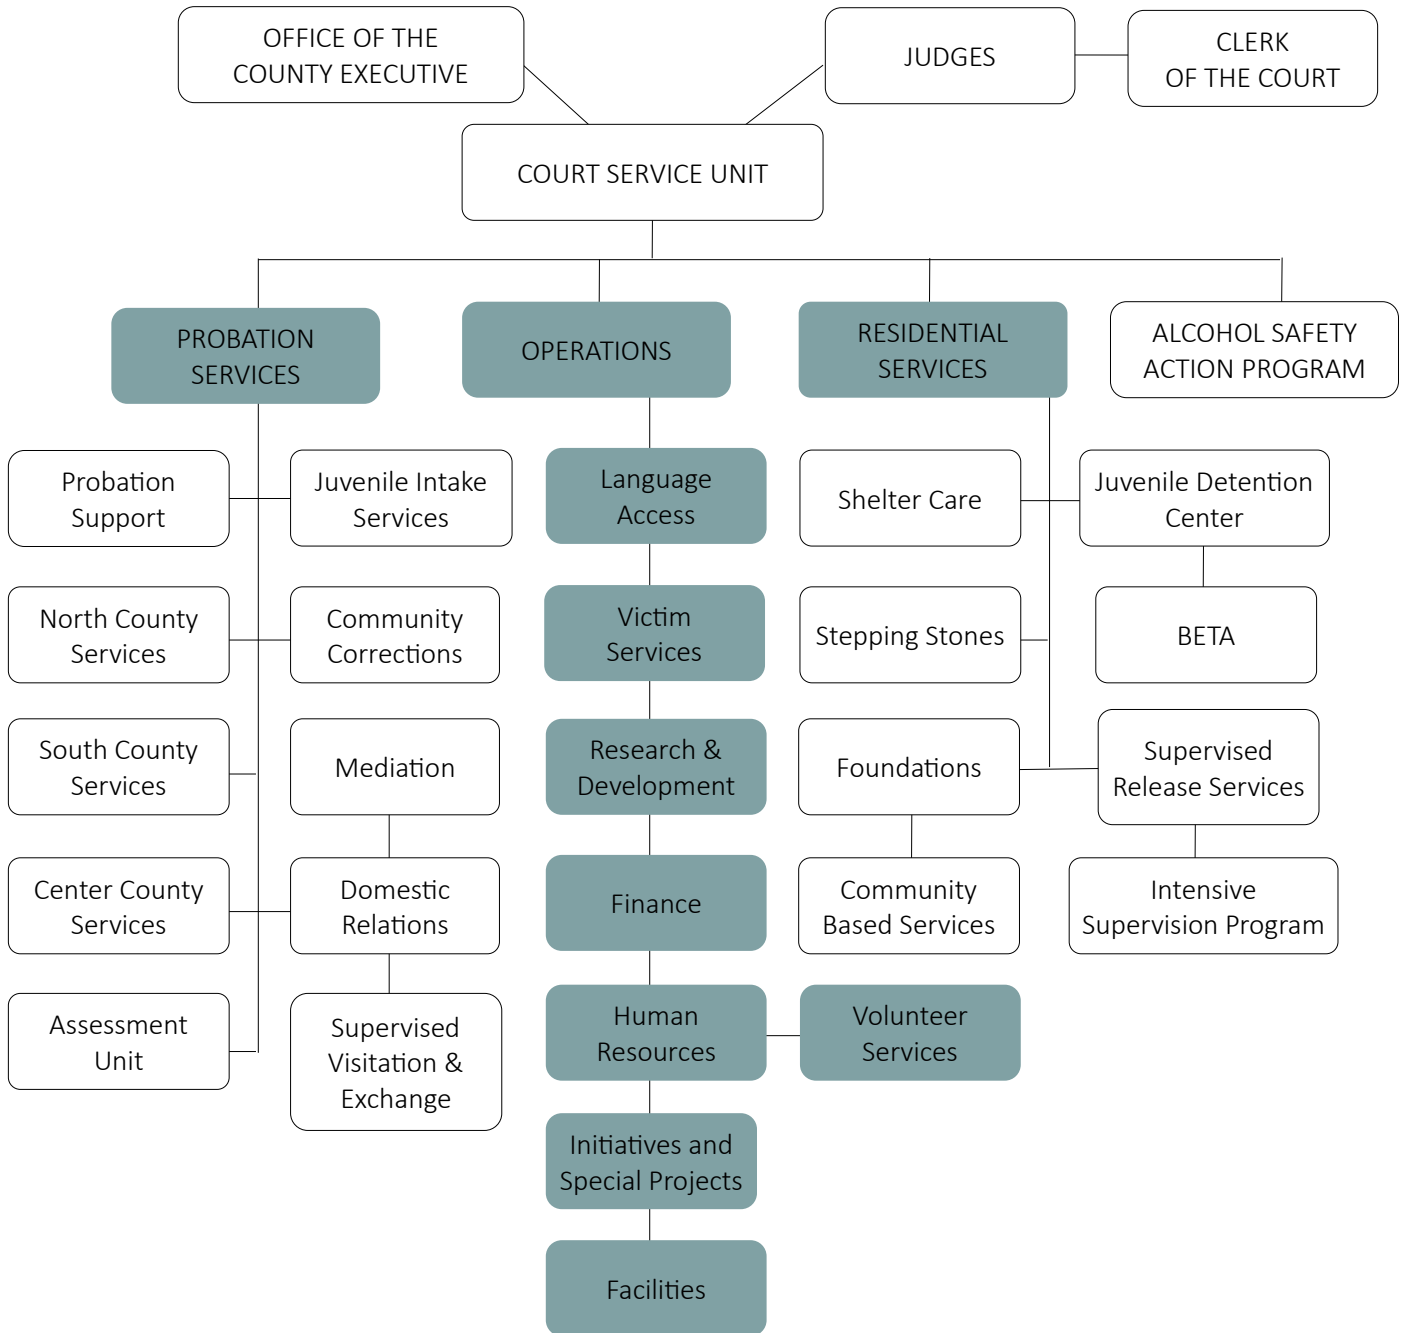 OFFICE OF THE
COUNTY EXECUTIVE
JUDGES
CLERK
OF THE COURT
COURT SERVICE UNIT
PROBATION
SERVICES
OPERATIONS
RESIDENTIAL
SERVICES
ALCOHOL SAFETY
ACTION PROGRAM
Probation
Support
Juvenile Intake
Services
Language
Access
Shelter Care
Juvenile Detention
Center
North County
Services
Community
Corrections
Victim
Services
Stepping Stones
BETA
South County
Services
Mediation
Research &
Development
Foundations
Supervised
Release Services
Center County
Services
Domestic
Relations
Finance
Community
Based Services
Intensive
Supervision Program
Assessment
Unit
Supervised
Visitation &
Exchange
Human
Resources
Volunteer
Services
Initiatives and
Special Projects
Facilities